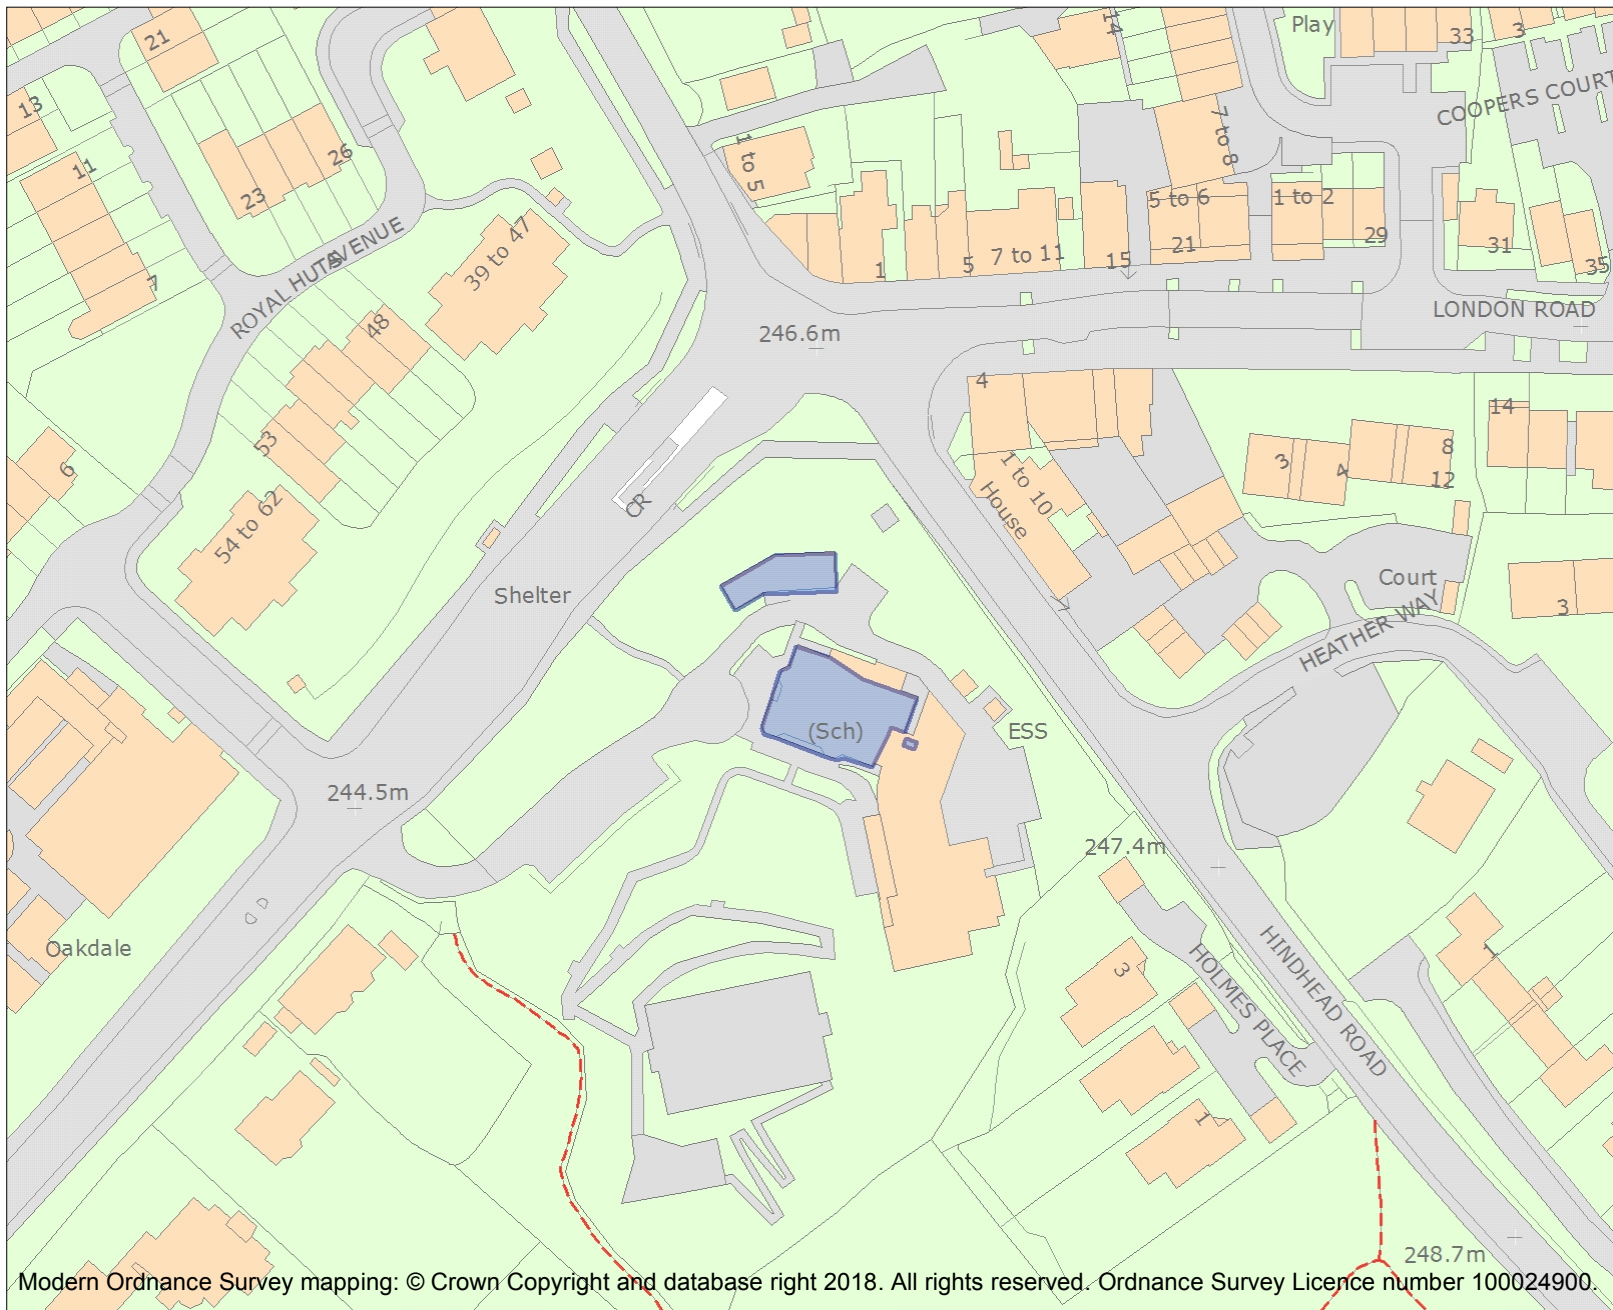 21
13
11
7
23
26
ROYAL HUTS AVENUE
39 to 47
48
53
54 to 62
6
1 to 5
14
Play
33
3
COOPERS COURT
7 to 8
5 to 6
1 to 2
1
5
7 to 11
15
21
29
31
35
LONDON ROAD
246.6m
4
1 to 10
House
3
4
8
12
14
CR
Shelter
Court
HEATHER WAY
3
(Sch)
ESS
244.5m
247.4m
Oakdale
3
HOLMES PLACE
HINDHEAD ROAD
1
1
248.7m
Modern Ordnance Survey mapping: © Crown Copyright and database right 2018. All rights reserved. Ordnance Survey Licence number 100024900.